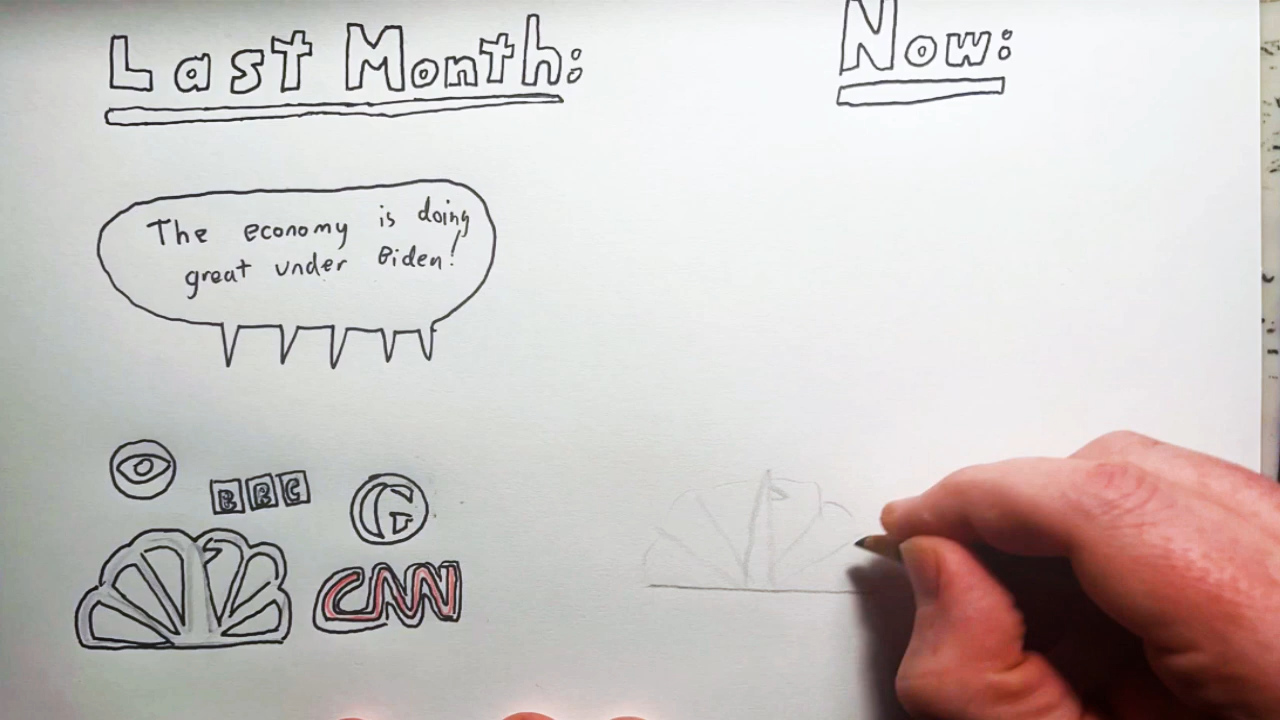 Last Month:
Now:
The economy is doing
great under Biden!
BBC
G
CNN